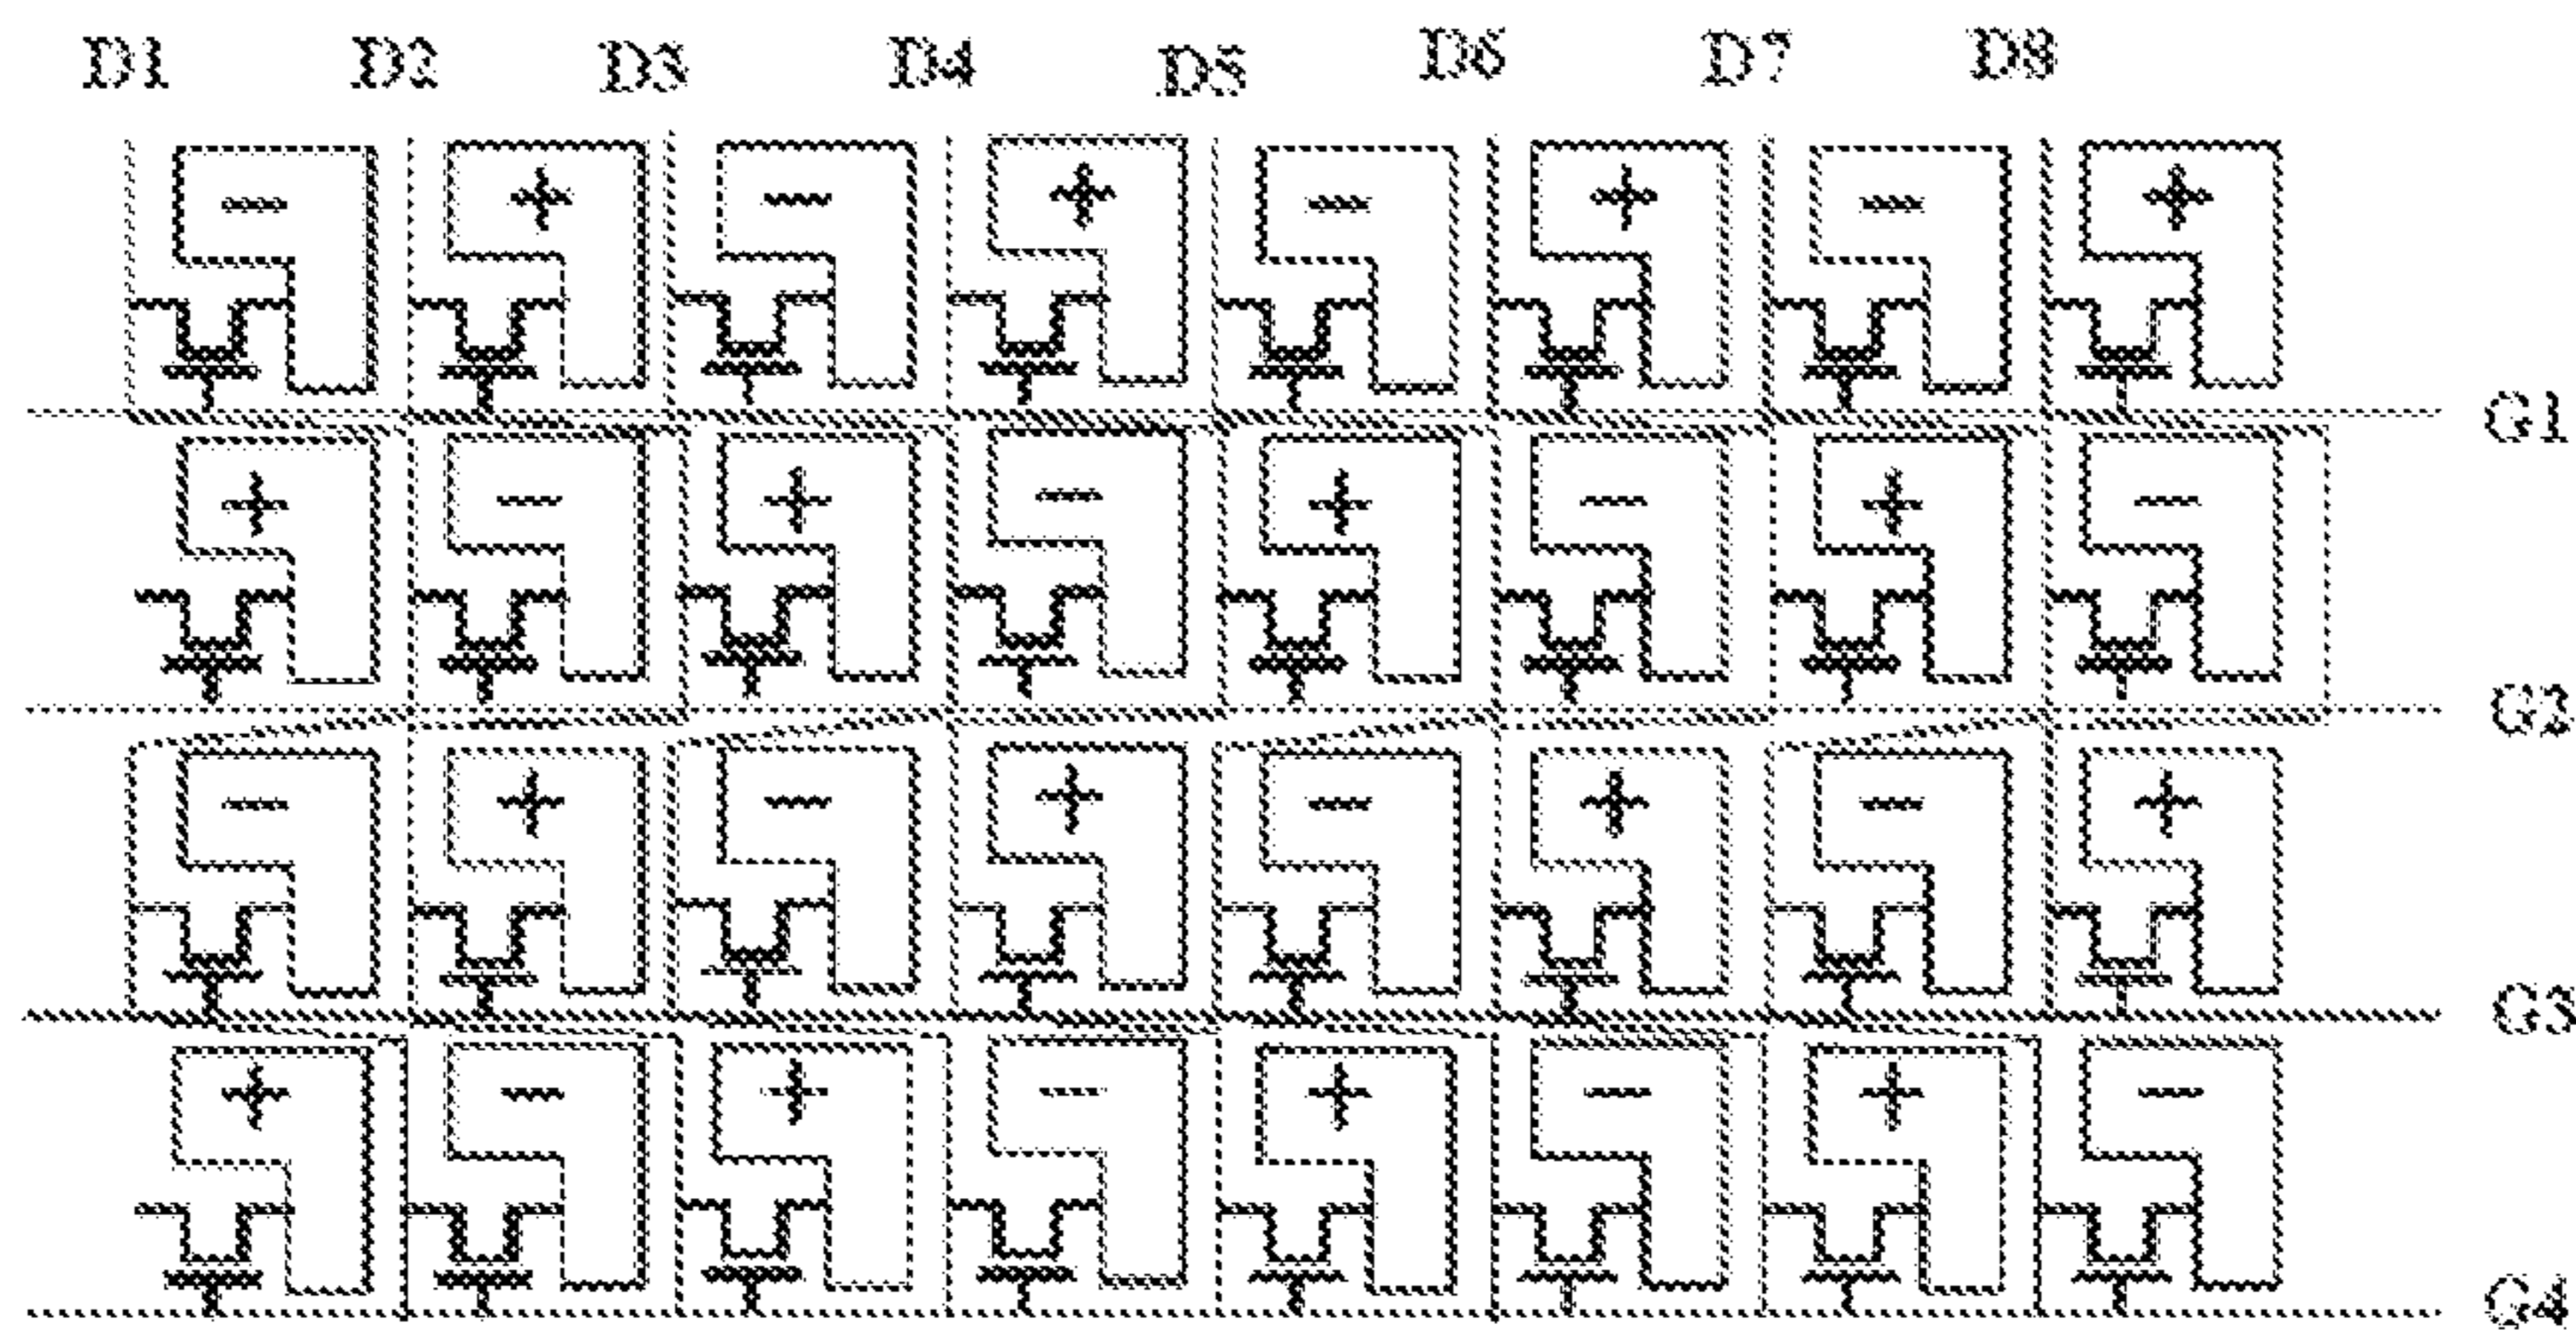 D1 D2 D3 D4 D5 D6 D7 D8
− + − + − + − +
G1
+ − + − + − + −
G2
− + − + − + − +
G3
+ − + − + − + −
G4